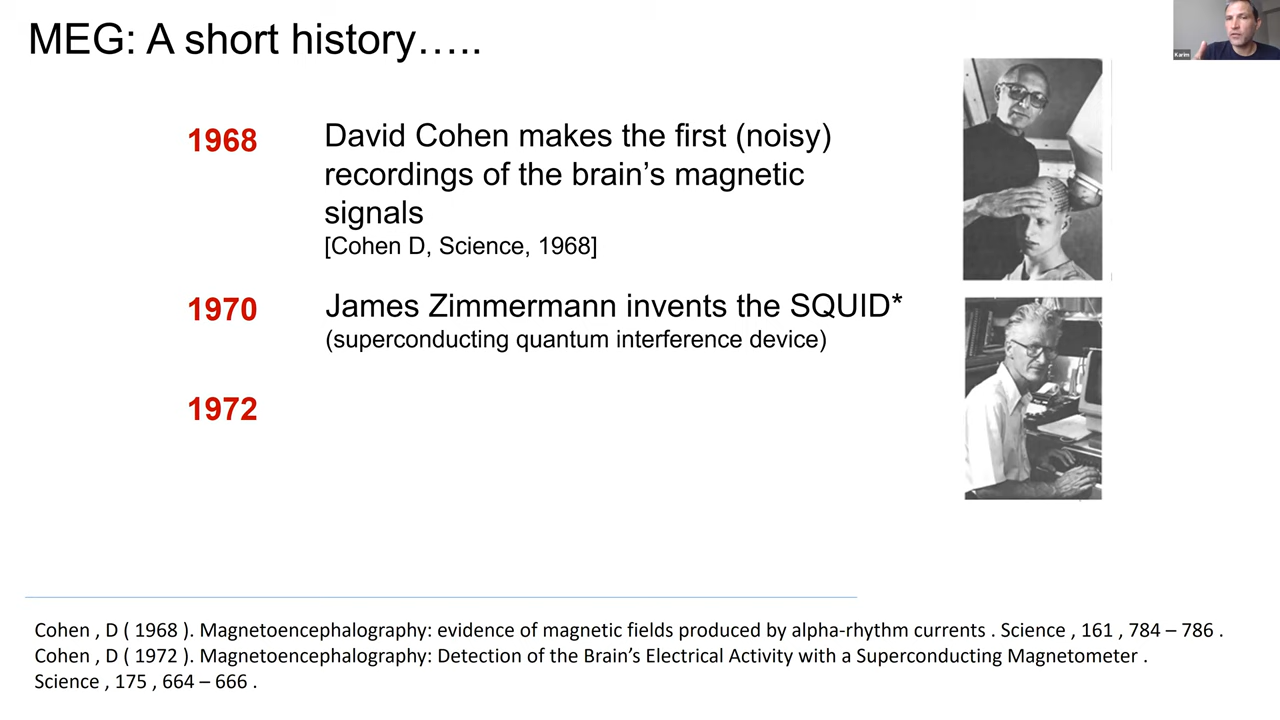 MEG: A short history…..
Karim
1968
David Cohen makes the first (noisy)
recordings of the brain’s magnetic
signals
[Cohen D, Science, 1968]
1970
James Zimmermann invents the SQUID*
(superconducting quantum interference device)
1972
Cohen , D ( 1968 ). Magnetoencephalography: evidence of magnetic fields produced by alpha-rhythm currents . Science , 161 , 784 – 786 .
Cohen , D ( 1972 ). Magnetoencephalography: Detection of the Brain’s Electrical Activity with a Superconducting Magnetometer .
Science , 175 , 664 – 666 .